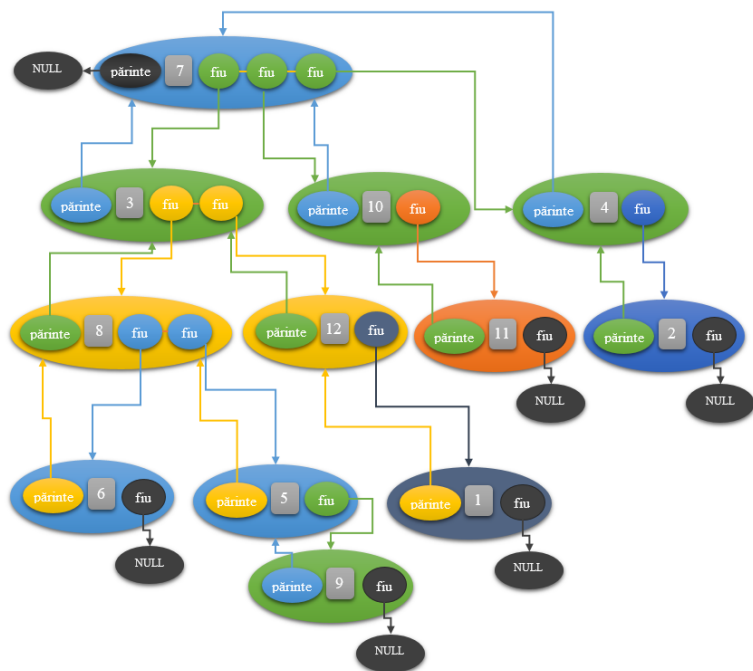 NULL părinte 7 fiu fiu fiu
părinte 3 fiu fiu părinte 10 fiu părinte 4 fiu
părinte 8 fiu fiu părinte 12 fiu părinte 11 fiu părinte 2 fiu
NULL NULL
părinte 6 fiu părinte 5 fiu părinte 1 fiu
NULL părinte 9 fiu NULL
NULL